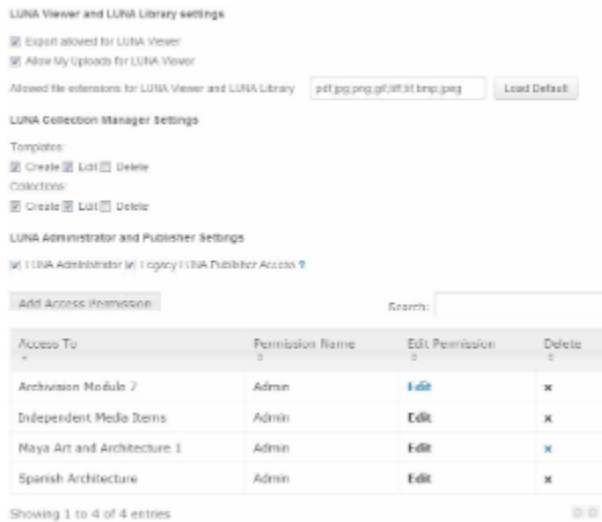 LUNA Viewer and LUNA Library settings
Export allowed for LUNA Viewer
Allow My Uploads for LUNA Viewer
Allowed file extensions for LUNA Viewer and LUNA Library pdf,jpg,png,gif,tiff,tif,bmp,jpeg Load Default
LUNA Collection Manager Settings
Templates:
Create Edit Delete
Collections:
Create Edit Delete
LUNA Administrator and Publisher Settings
LUNA Administrator Legacy LUNA Publisher Access ?
Add Access Permission Search:
Access To Permission Name Edit Permission Delete
Archivision Module 7 Admin Edit x
Independent Media Items Admin Edit x
Maya Art and Architecture 1 Admin Edit x
Spanish Architecture Admin Edit x
Showing 1 to 4 of 4 entries